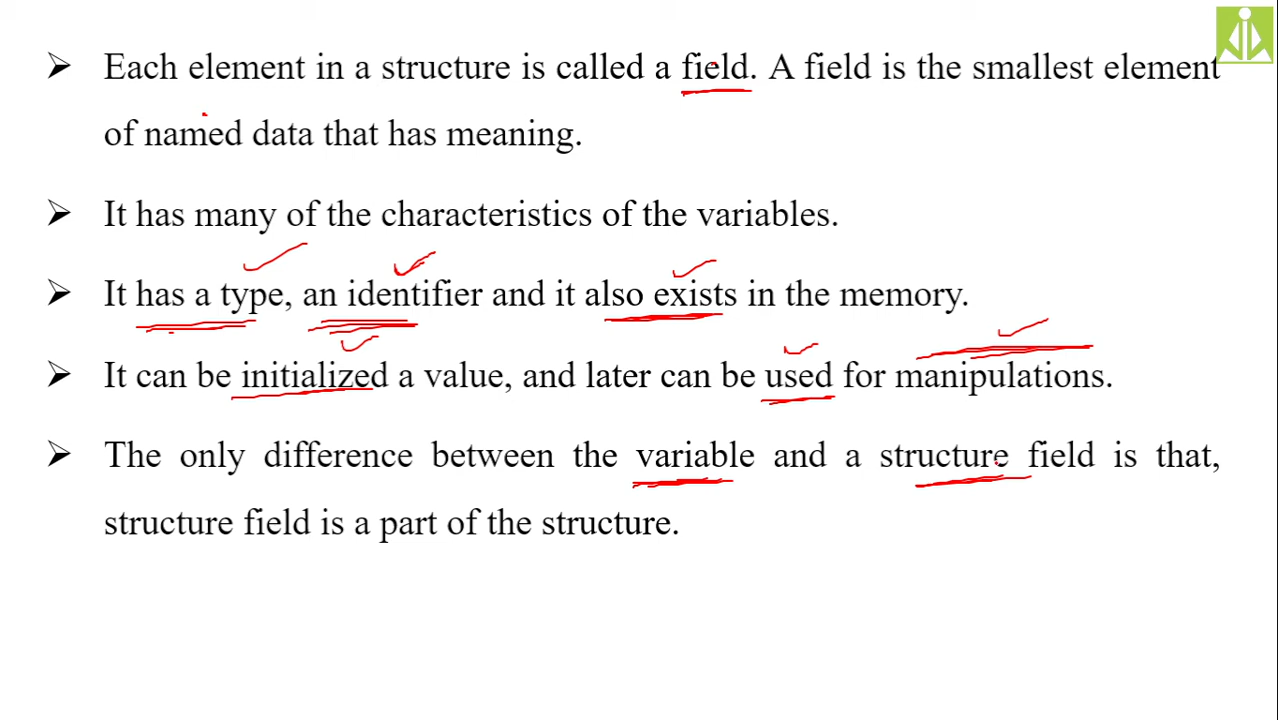 ➢ Each element in a structure is called a field. A field is the smallest element
of named data that has meaning.
➢ It has many of the characteristics of the variables.
➢ It has a type, an identifier and it also exists in the memory.
➢ It can be initialized a value, and later can be used for manipulations.
➢ The only difference between the variable and a structure field is that,
structure field is a part of the structure.